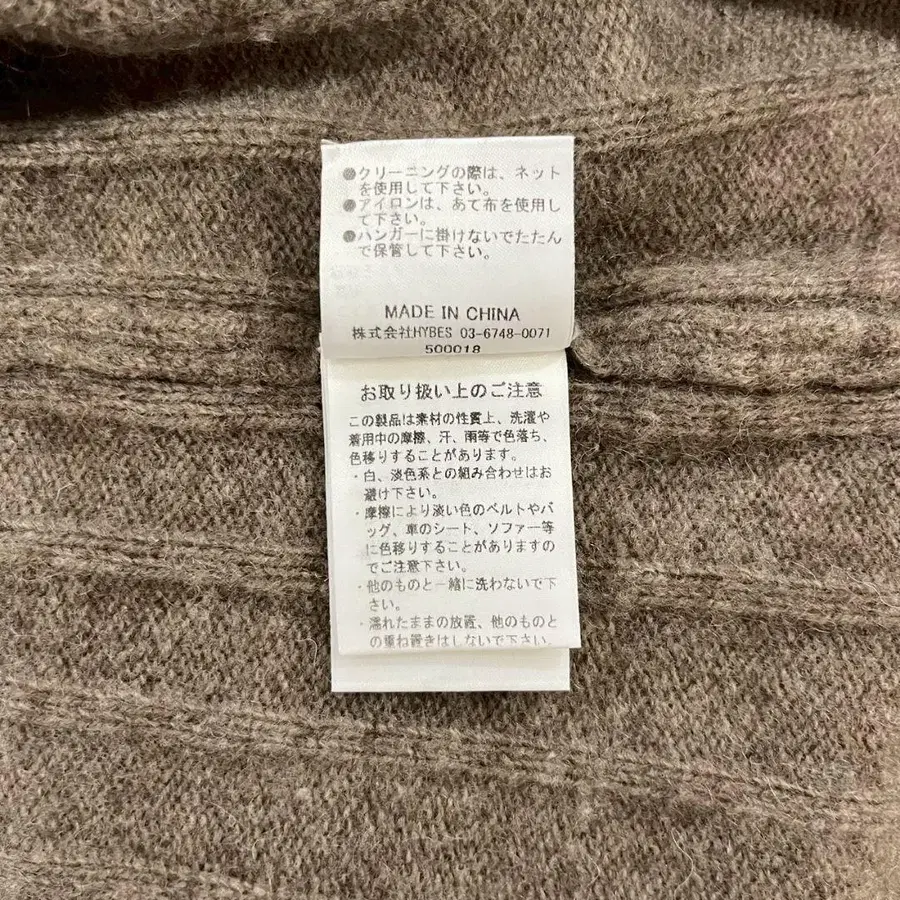 ●クリーニングの際は、ネット
を使用して下さい。
●アイロンは、あて布を使用し
て下さい。
●ハンガーに掛けないでたたん
で保管して下さい。
MADE IN CHINA
株式会社HYBES 03-6748-0071
500018
お取り扱い上のご注意
この製品は素材の性質上、洗濯や
着用中の摩擦、汗、雨等で色落ち、
色移りすることがあります。
・白、淡色系との組み合わせはお
避け下さい。
・摩擦により淡い色のベルトやバ
ッグ、車のシート、ソファー等
に色移りすることがありますの
でご注意下さい。
・他のものと一緒に洗わないで下
さい。
・濡れたままの放置、他のものと
の重ね置きはしないで下さい。